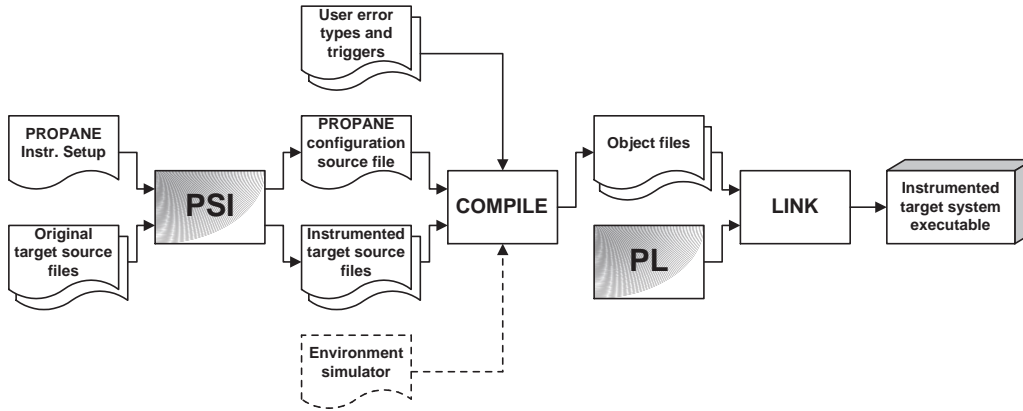 User error
types and
triggers
PROPANE
Instr. Setup
PROPANE
configuration
source file
Object files
PSI
COMPILE
LINK
Instrumented
target system
executable
Original
target source
files
Instrumented
target source
files
PL
Environment
simulator